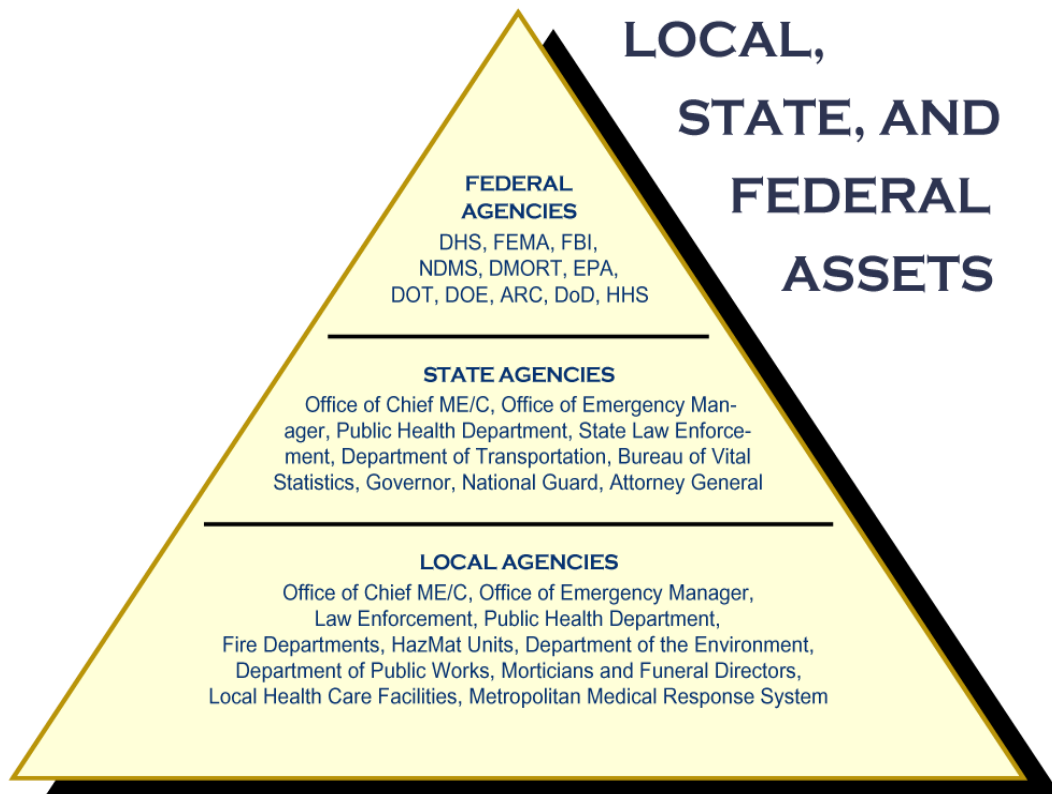 LOCAL,
STATE, AND
FEDERAL
ASSETS
FEDERAL
AGENCIES
DHS, FEMA, FBI,
NDMS, DMORT, EPA,
DOT, DOE, ARC, DoD, HHS
STATE AGENCIES
Office of Chief ME/C, Office of Emergency Man-
ager, Public Health Department, State Law Enforce-
ment, Department of Transportation, Bureau of Vital
Statistics, Governor, National Guard, Attorney General
LOCAL AGENCIES
Office of Chief ME/C, Office of Emergency Manager,
Law Enforcement, Public Health Department,
Fire Departments, HazMat Units, Department of the Environment,
Department of Public Works, Morticians and Funeral Directors,
Local Health Care Facilities, Metropolitan Medical Response System